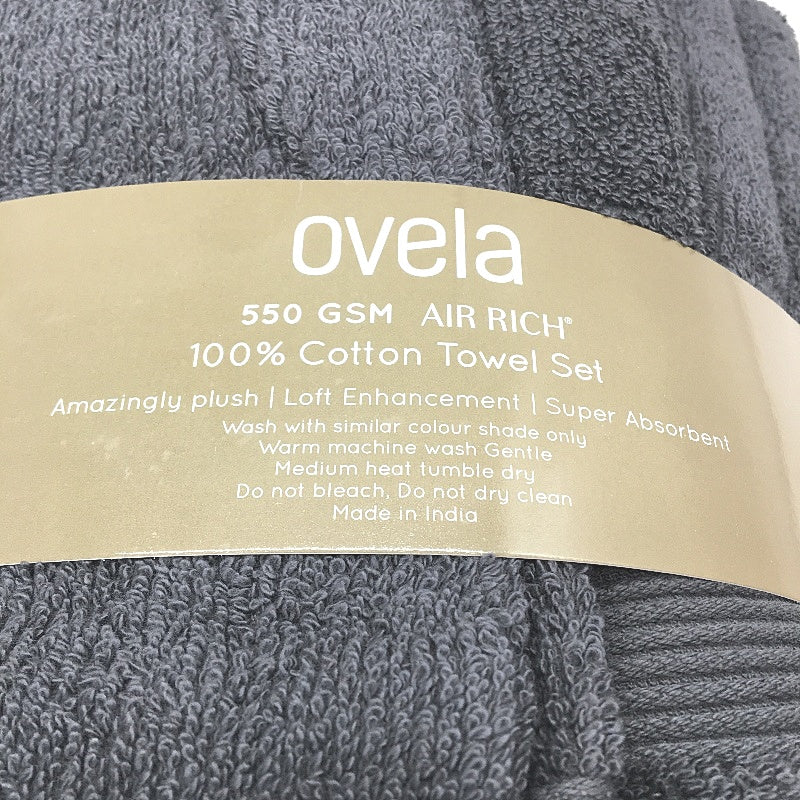 ovela
550 GSM AIR RICH®
100% Cotton Towel Set
Amazingly plush | Loft Enhancement | Super Absorbent
Wash with similar colour shade only
Warm machine wash Gentle
Medium heat tumble dry
Do not bleach, Do not dry clean
Made in India